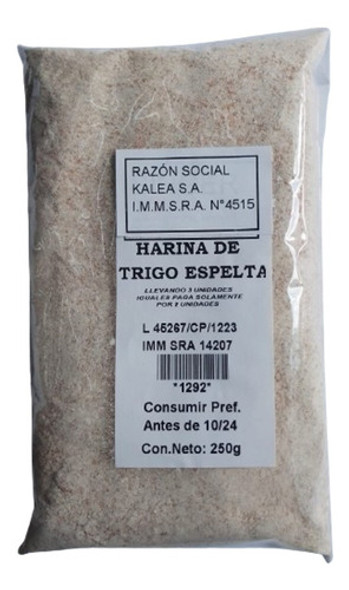 RAZÓN SOCIAL
KALEA S.A.
I.M.M.S.R.A. N°4515
HARINA DE
TRIGO ESPELTA
LLEVANDO 3 UNIDADES
IGUALES PAGA SOLAMENTE
POR 2 UNIDADES
L 45267/CP/1223
IMM SRA 14207
*1292*
Consumir Pref.
Antes de 10/24
Con.Neto: 250g